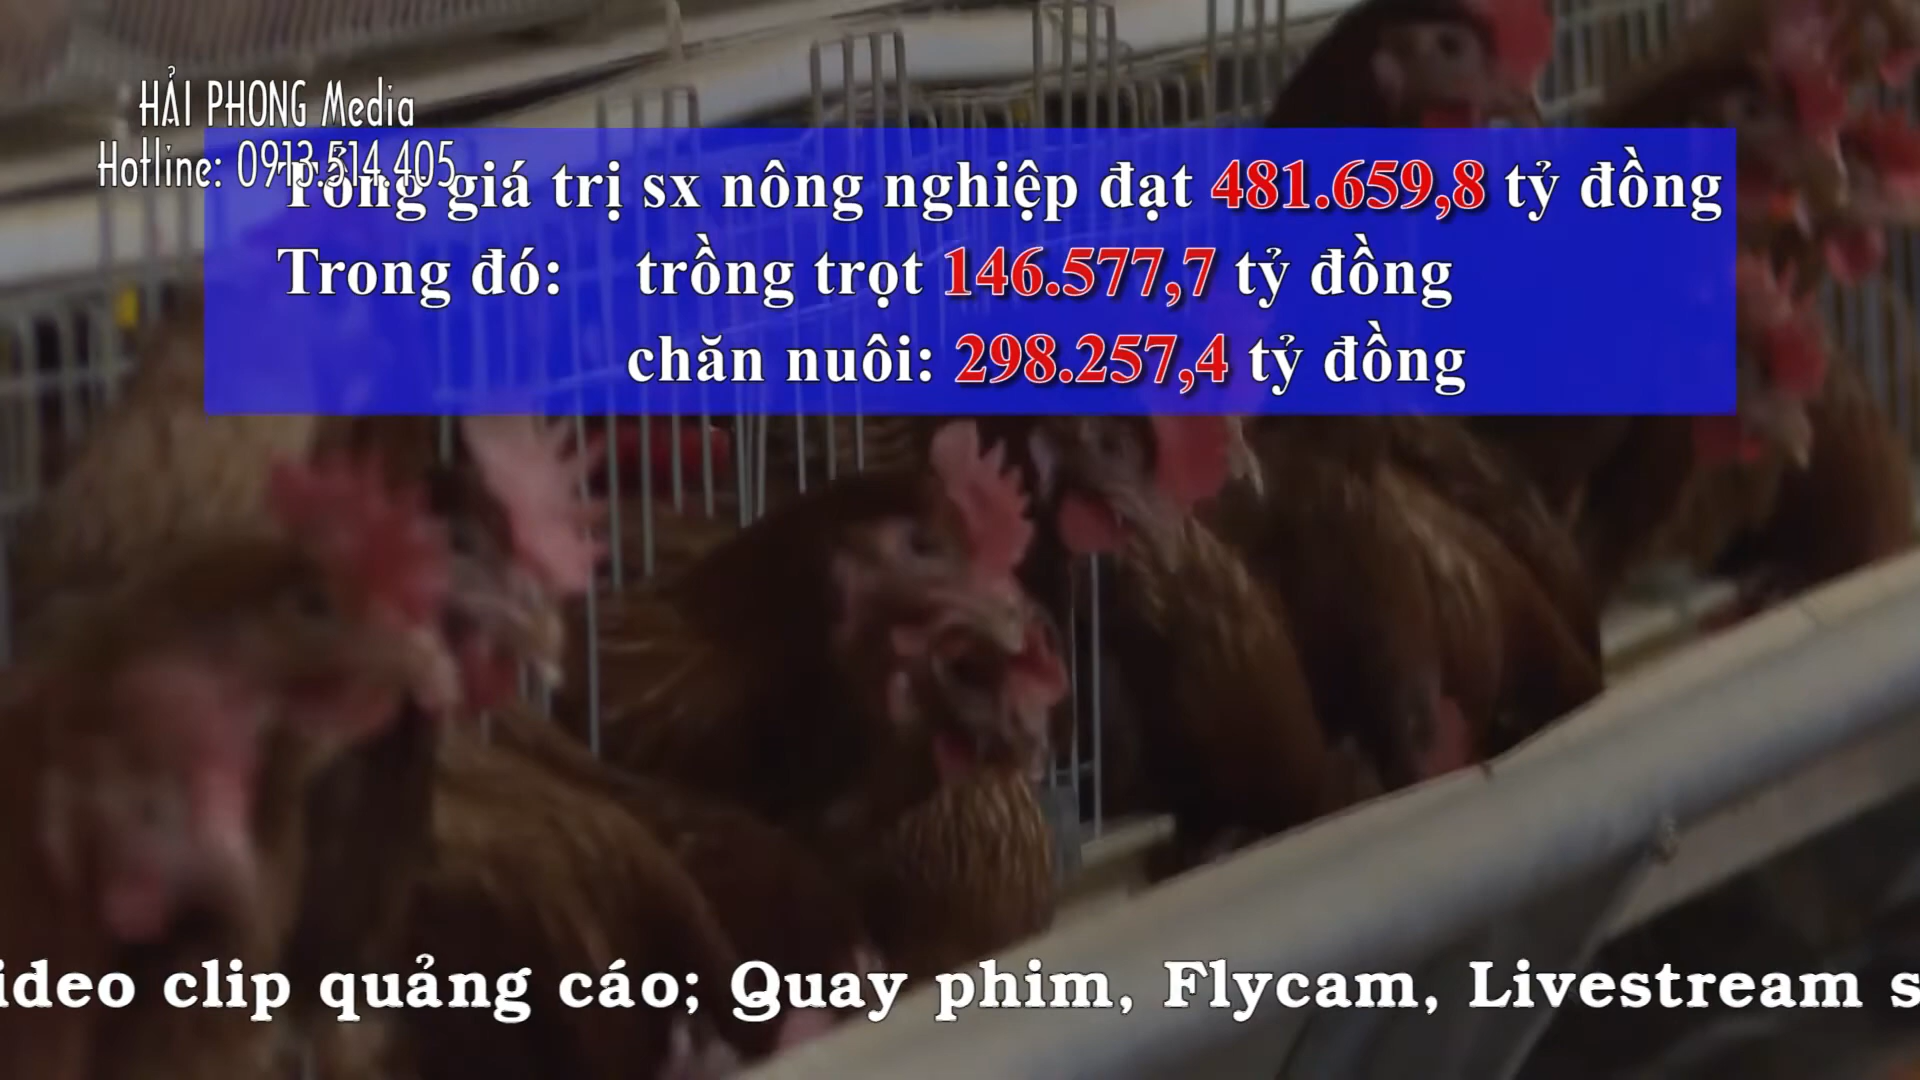 HẢI PHONG Media
Hotline: 0913.514.405
Tổng giá trị sx nông nghiệp đạt 481.659,8 tỷ đồng
Trong đó: trồng trọt 146.577,7 tỷ đồng
chăn nuôi: 298.257,4 tỷ đồng
ideo clip quảng cáo; Quay phim, Flycam, Livestream s